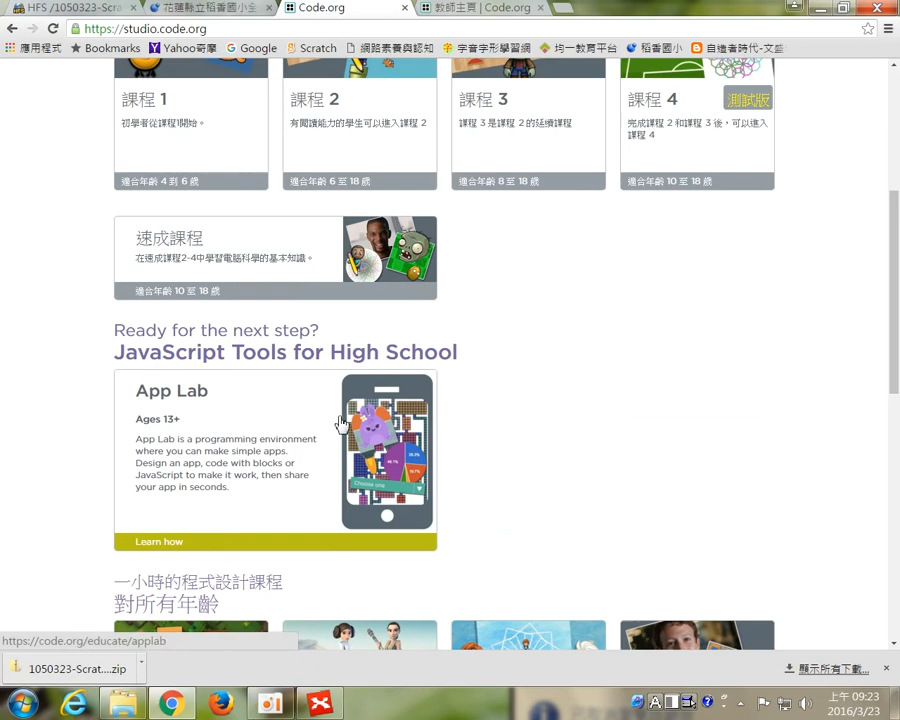 HFS /1050323-Scra
花蓮縣立稻香國小全
Code.org
教師主頁 | Code.org
https://studio.code.org
應用程式
Bookmarks
Yahoo奇摩
Google
Scratch
網路素養與認知
字音字形學習網
均一教育平台
稻香國小
自造者時代-文盛
課程 1
初學者從課程1開始。
適合年齡 4 到 6 歲
課程 2
有閱讀能力的學生可以進入課程 2
適合年齡 6 至 18 歲
課程 3
課程 3 是課程 2 的延續課程
適合年齡 8 至 18 歲
課程 4
測試版
完成課程 2 和課程 3 後，可以進入
課程 4
適合年齡 10 至 18 歲
速成課程
在速成課程2-4中學習電腦科學的基本知識。
適合年齡 10 至 18 歲
Ready for the next step?
JavaScript Tools for High School
App Lab
Ages 13+
App Lab is a programming environment
where you can make simple apps.
Design an app, code with blocks or
JavaScript to make it work, then share
your app in seconds.
Choose one
Learn how
一小時的程式設計課程
對所有年齡
https://code.org/educate/applab
1050323-Scrat....zip
顯示所有下載...
上午 09:23
2016/3/23